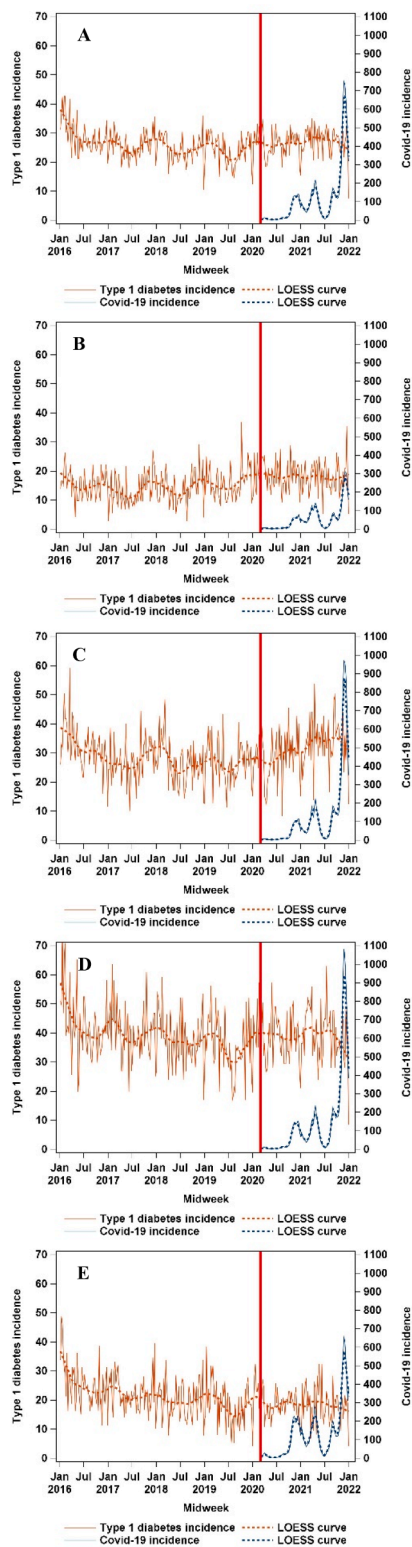 A
Type 1 diabetes incidence
Covid-19 incidence
70
60
50
40
30
20
10
0
1100
1000
900
800
700
600
500
400
300
200
100
0
Jan Jul Jan Jul Jan Jul Jan Jul Jan Jul Jan Jul Jan
2016 2017 2018 2019 2020 2021 2022
Midweek
Type 1 diabetes incidence LOESS curve
Covid-19 incidence LOESS curve
B
Type 1 diabetes incidence
Covid-19 incidence
70
60
50
40
30
20
10
0
1100
1000
900
800
700
600
500
400
300
200
100
0
Jan Jul Jan Jul Jan Jul Jan Jul Jan Jul Jan Jul Jan
2016 2017 2018 2019 2020 2021 2022
Midweek
Type 1 diabetes incidence LOESS curve
Covid-19 incidence LOESS curve
C
Type 1 diabetes incidence
Covid-19 incidence
70
60
50
40
30
20
10
0
1100
1000
900
800
700
600
500
400
300
200
100
0
Jan Jul Jan Jul Jan Jul Jan Jul Jan Jul Jan Jul Jan
2016 2017 2018 2019 2020 2021 2022
Midweek
Type 1 diabetes incidence LOESS curve
Covid-19 incidence LOESS curve
D
Type 1 diabetes incidence
Covid-19 incidence
70
60
50
40
30
20
10
0
1100
1000
900
800
700
600
500
400
300
200
100
0
Jan Jul Jan Jul Jan Jul Jan Jul Jan Jul Jan Jul Jan
2016 2017 2018 2019 2020 2021 2022
Midweek
Type 1 diabetes incidence LOESS curve
Covid-19 incidence LOESS curve
E
Type 1 diabetes incidence
Covid-19 incidence
70
60
50
40
30
20
10
0
1100
1000
900
800
700
600
500
400
300
200
100
0
Jan Jul Jan Jul Jan Jul Jan Jul Jan Jul Jan Jul Jan
2016 2017 2018 2019 2020 2021 2022
Midweek
Type 1 diabetes incidence LOESS curve
Covid-19 incidence LOESS curve